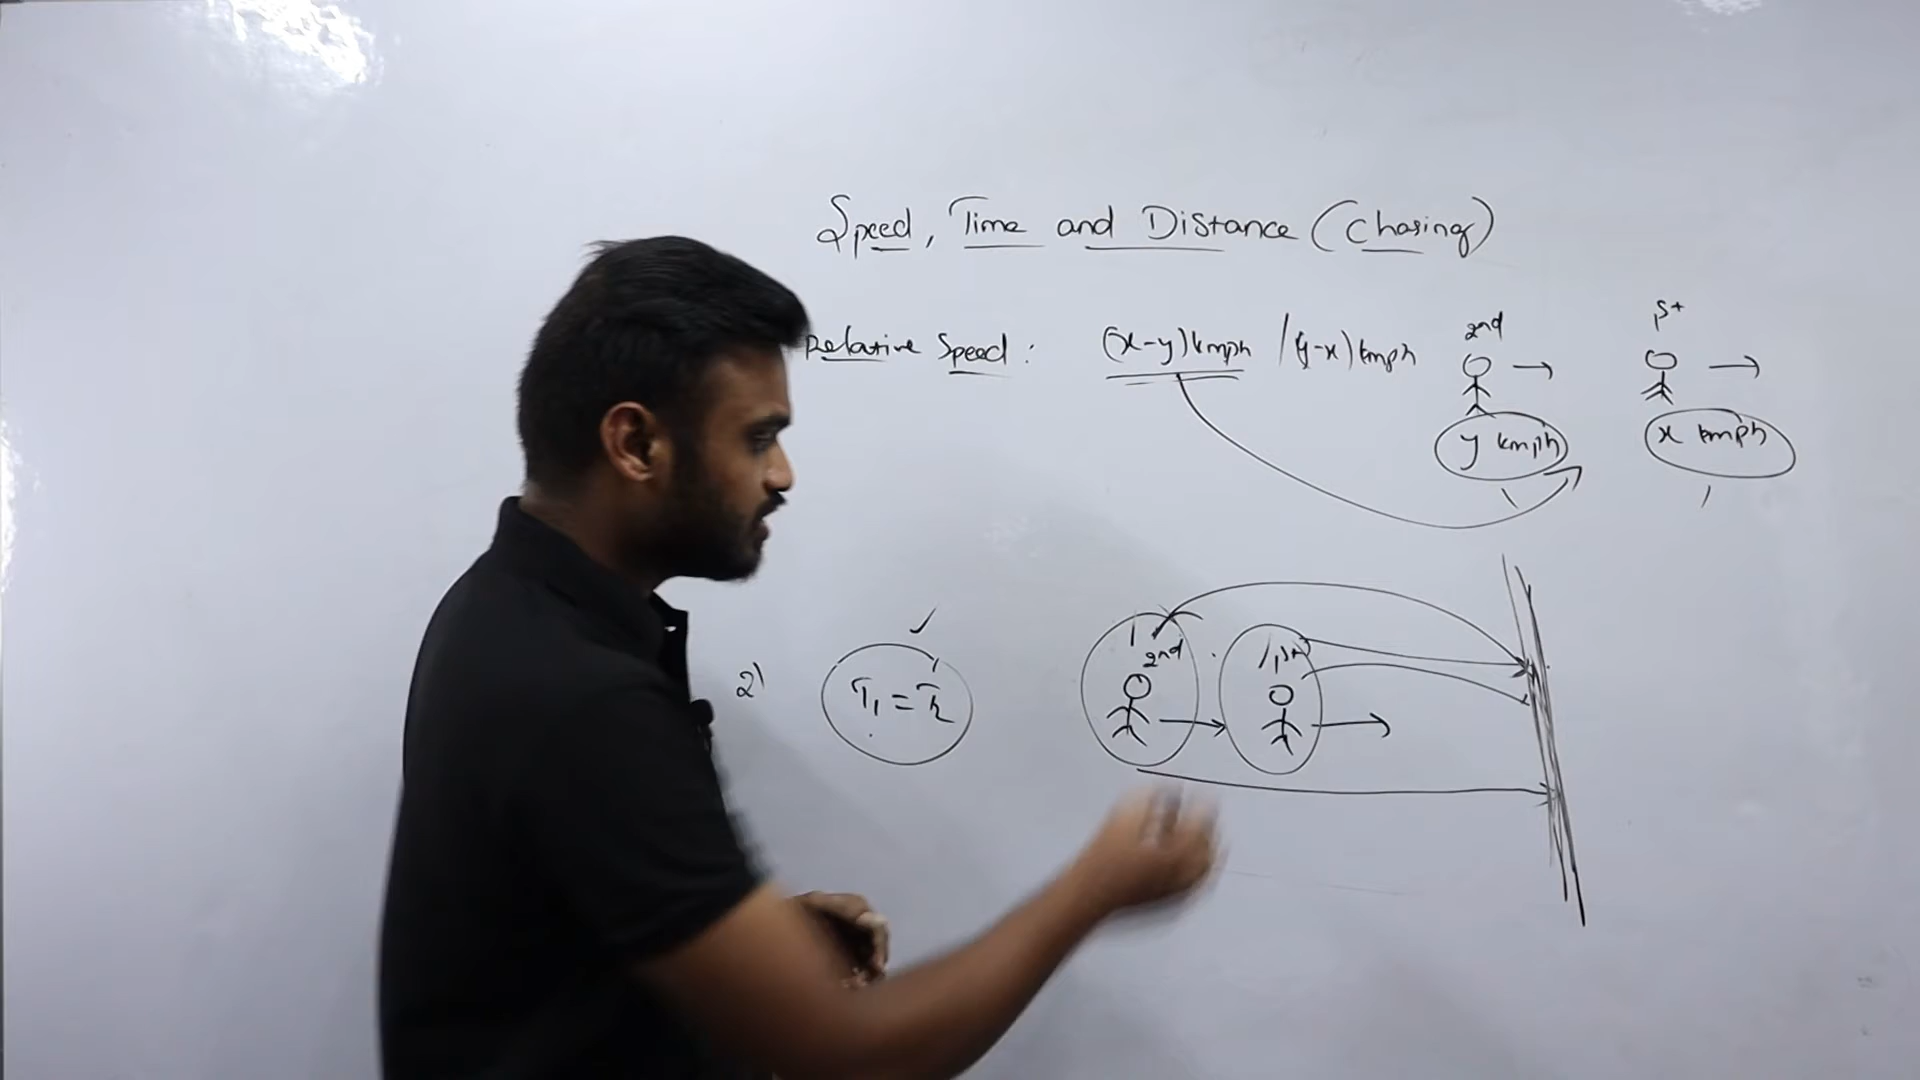 Speed, Time and Distance (Chasing)
Relative Speed : (x-y)kmph / (y-x)kmph
2nd 1st
y kmph x kmph
2nd 1st
2) T₁ = T₂